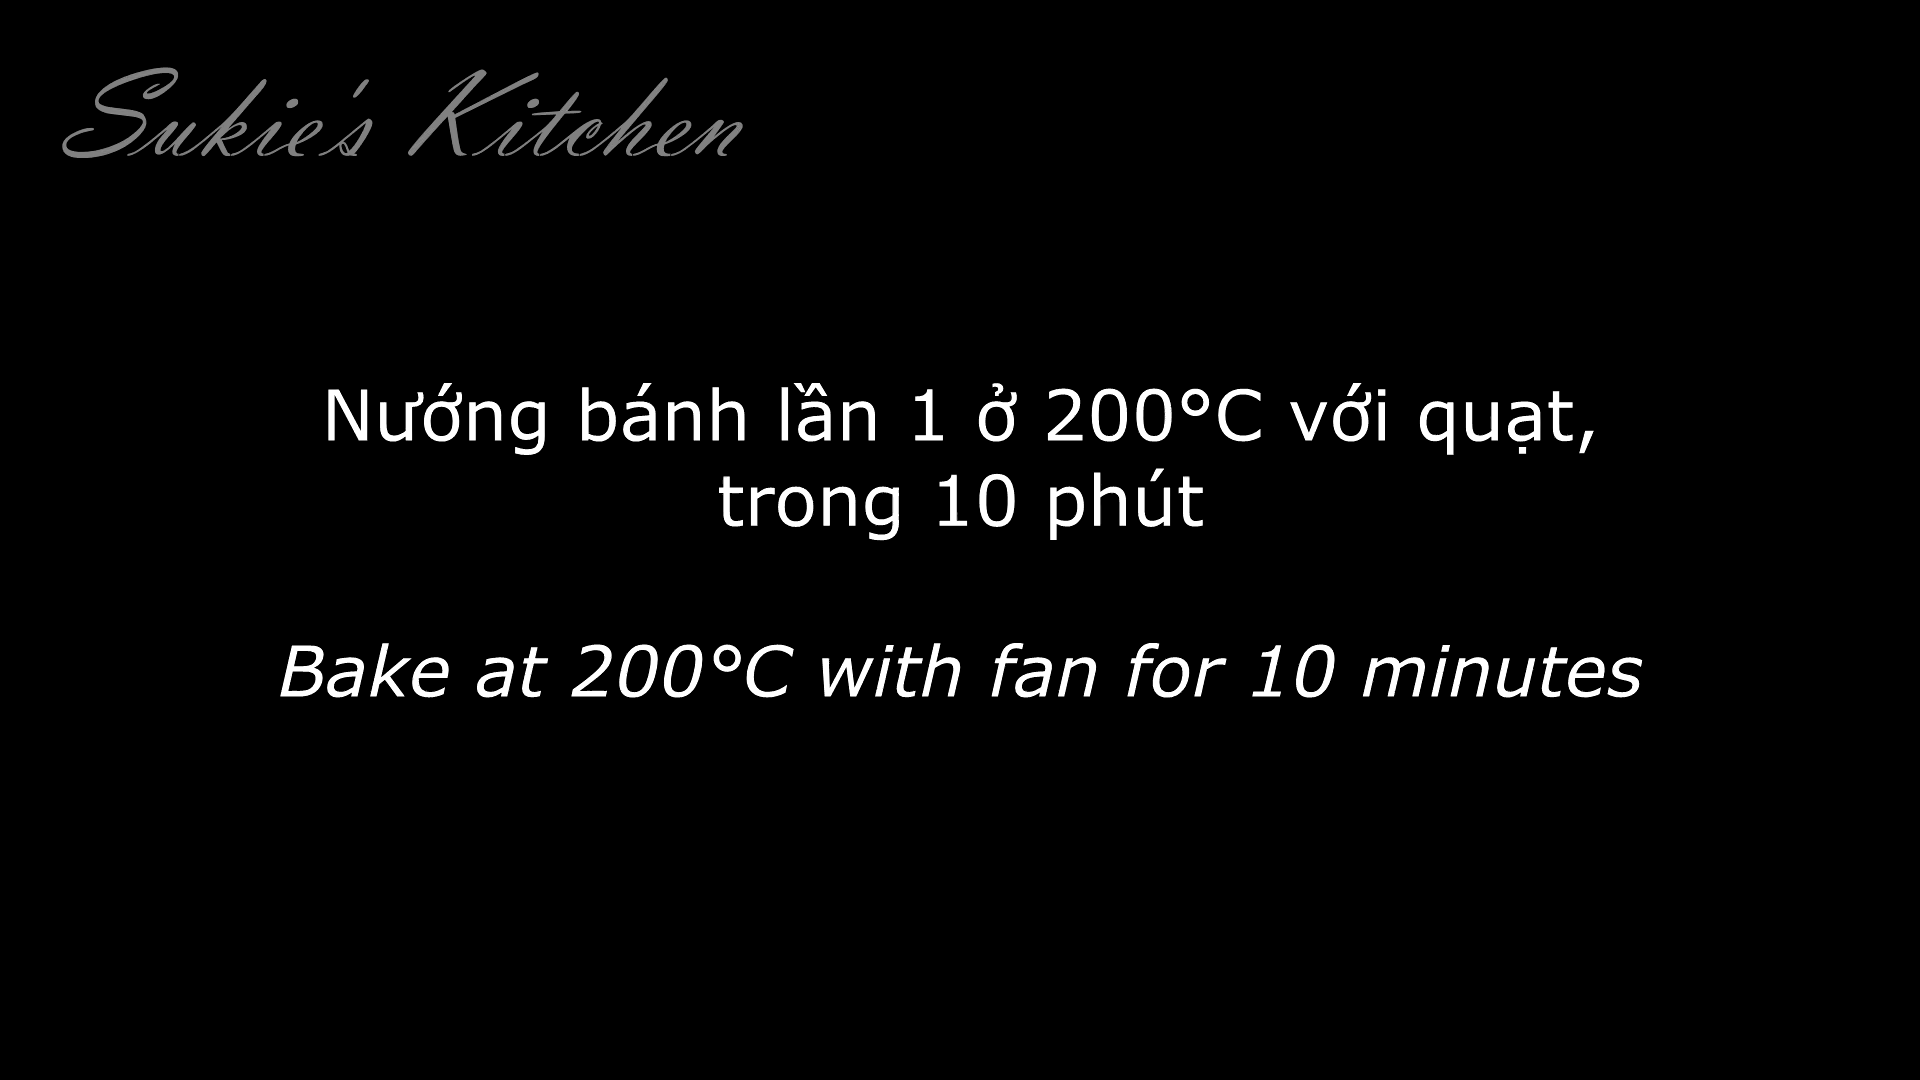 Sukie's Kitchen
Nướng bánh lần 1 ở 200°C với quạt,
trong 10 phút
Bake at 200°C with fan for 10 minutes